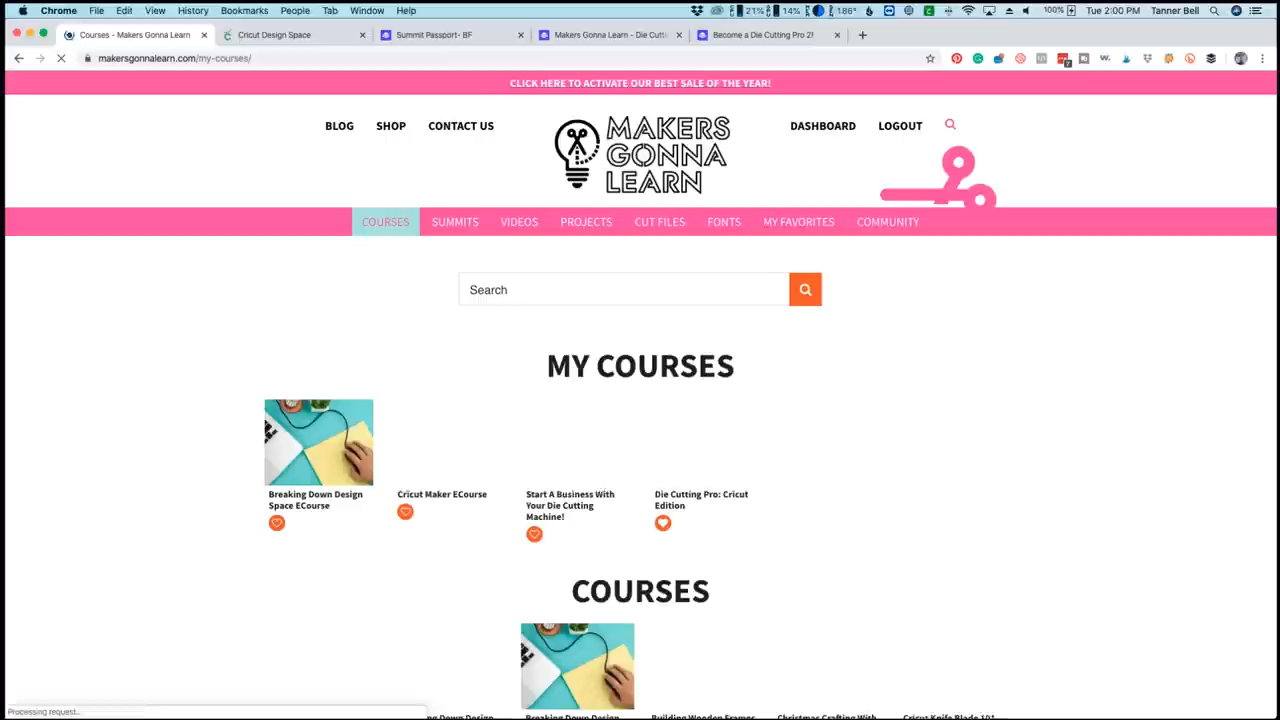 Chrome File Edit View History Bookmarks People Tab Window Help 21% 14% 186° 100% Tue 2:00 PM Tanner Bell
Courses - Makers Gonna Learn Cricut Design Space Summit Passport- BF Makers Gonna Learn - Die Cutti Become a Die Cutting Pro 2!
makersgonnalearn.com/my-courses/
CLICK HERE TO ACTIVATE OUR BEST SALE OF THE YEAR!
BLOG SHOP CONTACT US
MAKERS
GONNA
LEARN
DASHBOARD LOGOUT
COURSES SUMMITS VIDEOS PROJECTS CUT FILES FONTS MY FAVORITES COMMUNITY
Search
MY COURSES
Breaking Down Design
Space ECourse
Cricut Maker ECourse
Start A Business With
Your Die Cutting
Machine!
Die Cutting Pro: Cricut
Edition
COURSES
Processing request...
ng Down Design Breaking Down Design Building Wooden Frames Christmas Crafting With Cricut Knife Blade 101